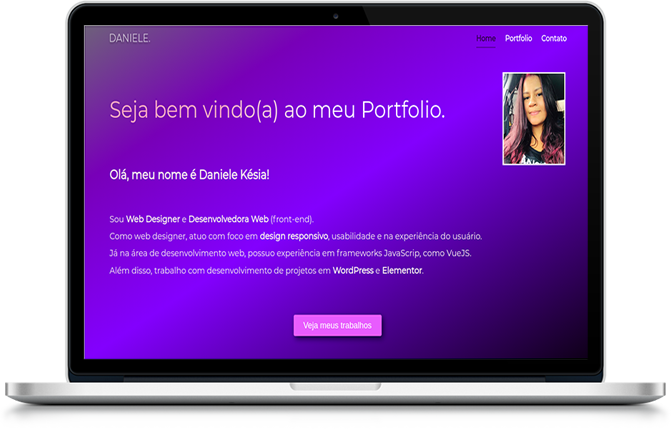 DANIELE.
Home Portfolio Contato
Seja bem vindo(a) ao meu Portfolio.
Olá, meu nome é Daniele Késia!
Sou Web Designer e Desenvolvedora Web (front-end).
Como web designer, atuo com foco em design responsivo, usabilidade e na experiência do usuário.
Já na área de desenvolvimento web, possuo experiência em frameworks JavaScrip, como VueJS.
Além disso, trabalho com desenvolvimento de projetos em WordPress e Elementor.
Veja meus trabalhos